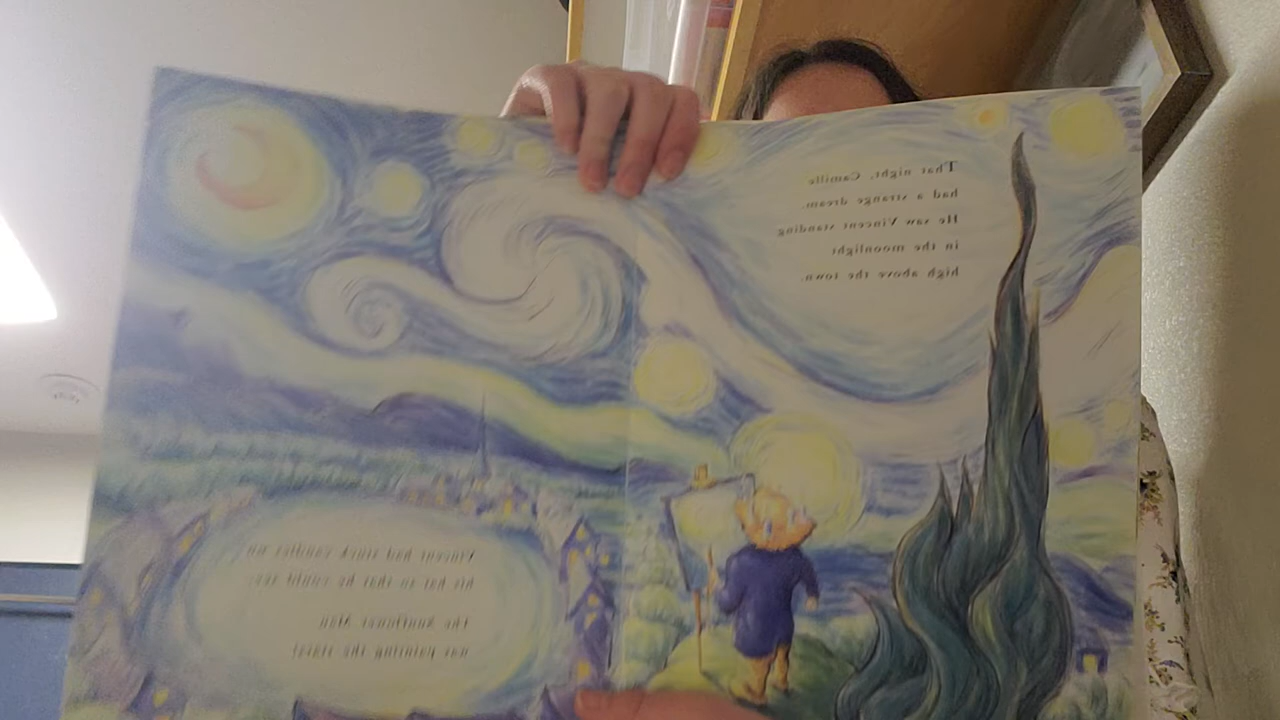 That night, Camille
had a strange dream.
He saw Vincent standing
in the moonlight
high above the town.
Vincent had stuck candles on
his hat so that he could see.
The Sunflower Man
was painting the stars!